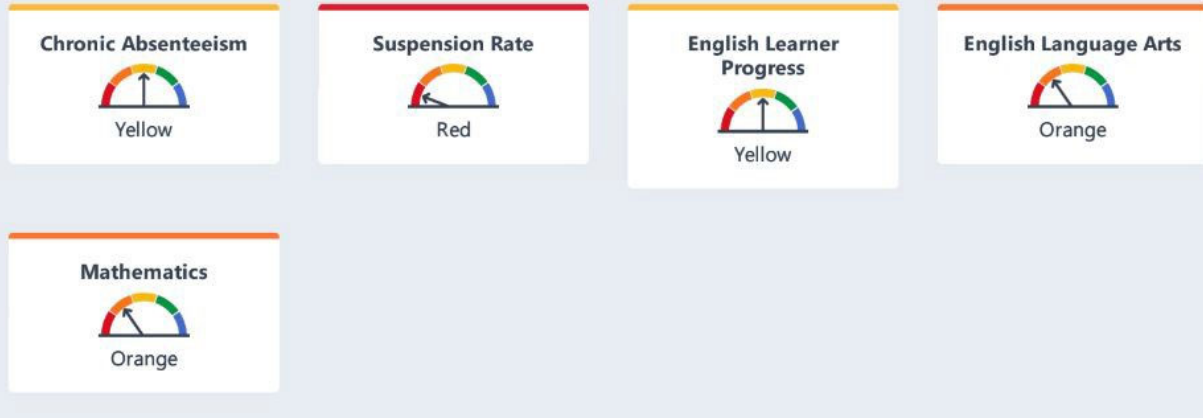 Chronic Absenteeism
Yellow
Suspension Rate
Red
English Learner
Progress
Yellow
English Language Arts
Orange
Mathematics
Orange